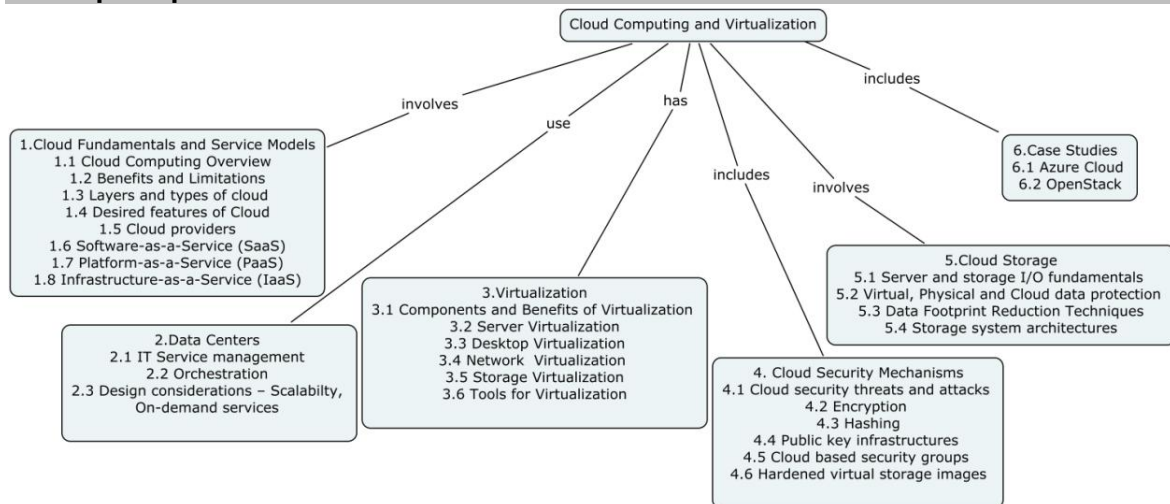 Cloud Computing and Virtualization
involves
use
has
includes
involves
includes
1.Cloud Fundamentals and Service Models
1.1 Cloud Computing Overview
1.2 Benefits and Limitations
1.3 Layers and types of cloud
1.4 Desired features of Cloud
1.5 Cloud providers
1.6 Software-as-a-Service (SaaS)
1.7 Platform-as-a-Service (PaaS)
1.8 Infrastructure-as-a-Service (IaaS)
2.Data Centers
2.1 IT Service management
2.2 Orchestration
2.3 Design considerations – Scalabilty,
On-demand services
3.Virtualization
3.1 Components and Benefits of Virtualization
3.2 Server Virtualization
3.3 Desktop Virtualization
3.4 Network Virtualization
3.5 Storage Virtualization
3.6 Tools for Virtualization
4. Cloud Security Mechanisms
4.1 Cloud security threats and attacks
4.2 Encryption
4.3 Hashing
4.4 Public key infrastructures
4.5 Cloud based security groups
4.6 Hardened virtual storage images
5.Cloud Storage
5.1 Server and storage I/O fundamentals
5.2 Virtual, Physical and Cloud data protection
5.3 Data Footprint Reduction Techniques
5.4 Storage system architectures
6.Case Studies
6.1 Azure Cloud
6.2 OpenStack